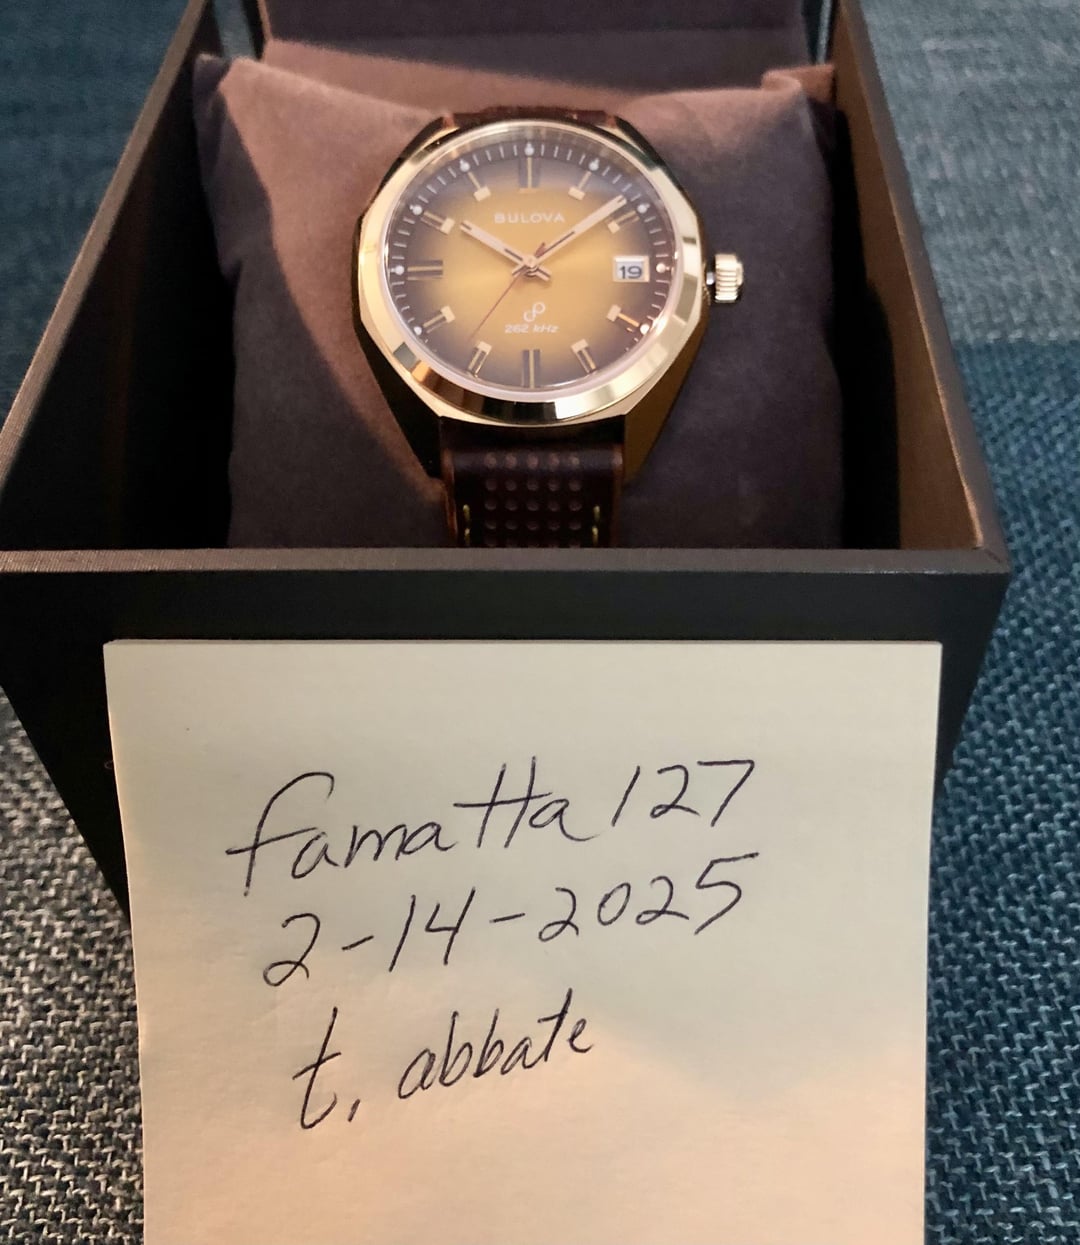 BULOVA
19
262 kHz
famatta127
2-14-2025
t. abbate